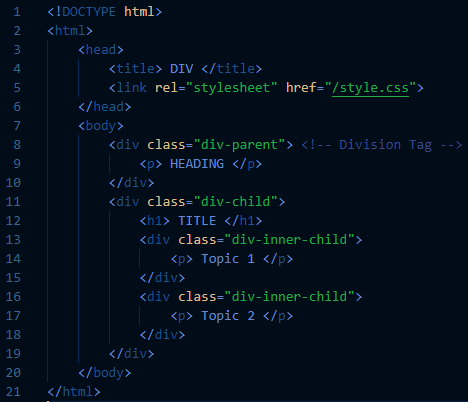 1 <!DOCTYPE html>
2 <html>
3     <head>
4         <title> DIV </title>
5         <link rel="stylesheet" href="/style.css">
6     </head>
7     <body>
8         <div class="div-parent"> <!-- Division Tag -->
9             <p> HEADING </p>
10         </div>
11         <div class="div-child">
12             <h1> TITLE </h1>
13             <div class="div-inner-child">
14                 <p> Topic 1 </p>
15             </div>
16             <div class="div-inner-child">
17                 <p> Topic 2 </p>
18             </div>
19         </div>
20     </body>
21 </html>